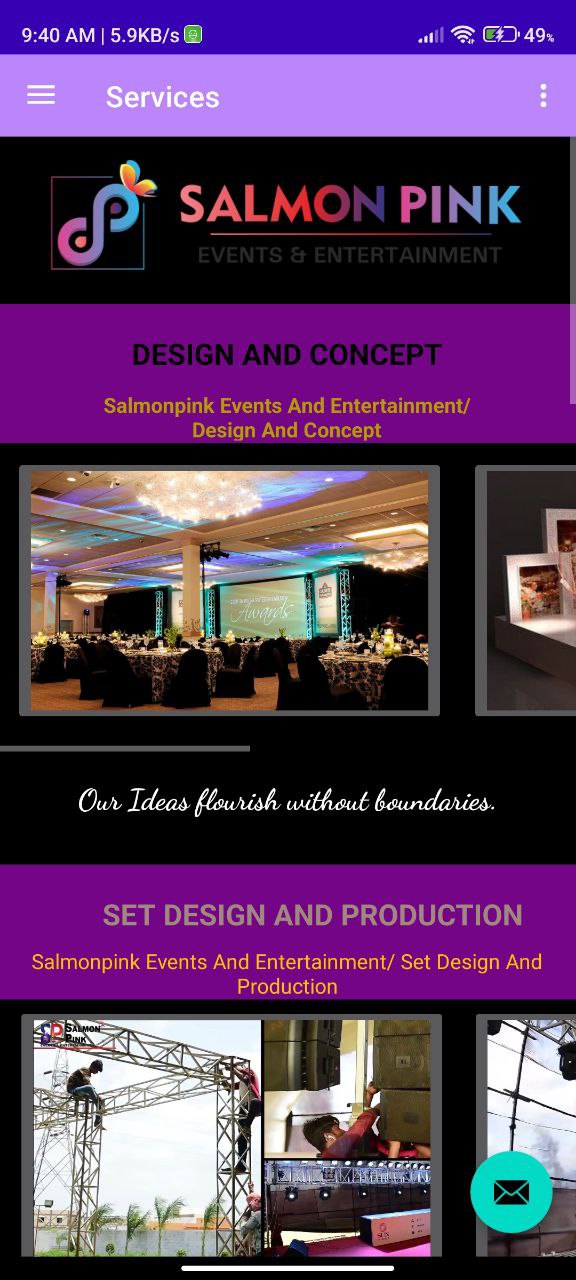 9:40 AM | 5.9KB/s
49%
Services
SALMON PINK
EVENTS & ENTERTAINMENT
DESIGN AND CONCEPT
Salmonpink Events And Entertainment/
Design And Concept
Awards
Our Ideas flourish without boundaries.
SET DESIGN AND PRODUCTION
Salmonpink Events And Entertainment/ Set Design And
Production
SP SALMON
PINK
SUN